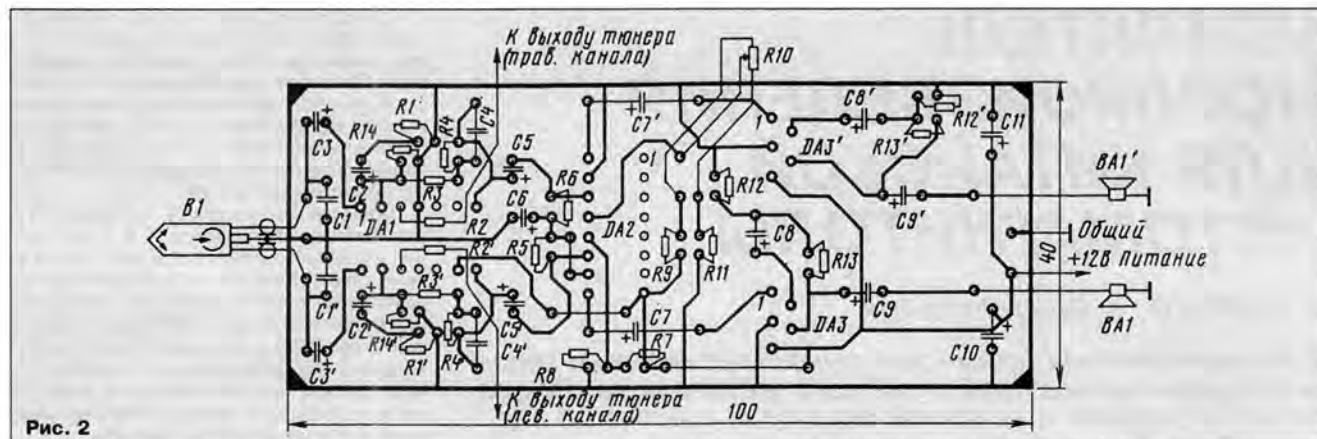 К выходу тюнера
(прав. канала)
R10
C3
R14
R1'
R4
C4
C5
C7'
1
C8'
R12'
C11
C2
R3
C1
R6
1
DA3'
R13'
BA1'
B1
DA1
R2
C6
R12
C9'
R2'
R5
DA2
C8
Общий
40
+12В Питание
C1'
R3'
R9
R11
R13
C2'
R14'
R1'
R4'
C5'
C4'
C7
1
DA3
C9
BA1
C3'
R8
R7
C10
К выходу тюнера
(лев. канала)
100
Рис. 2